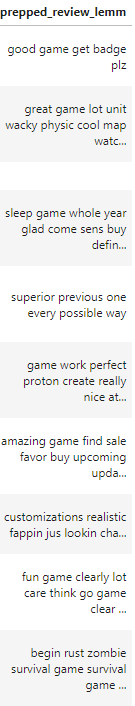 prepped_review_lemm
good game get badge
plz
great game lot unit
wacky physic cool map
watc...
sleep game whole year
glad come sens buy
defin...
superior previous one
every possible way
game work perfect
proton create really
nice at...
amazing game find sale
favor buy upcoming
upda...
customizations realistic
fappin jus lookin cha...
fun game clearly lot
care think go game
clear ...
begin rust zombie
survival game survival
game ...